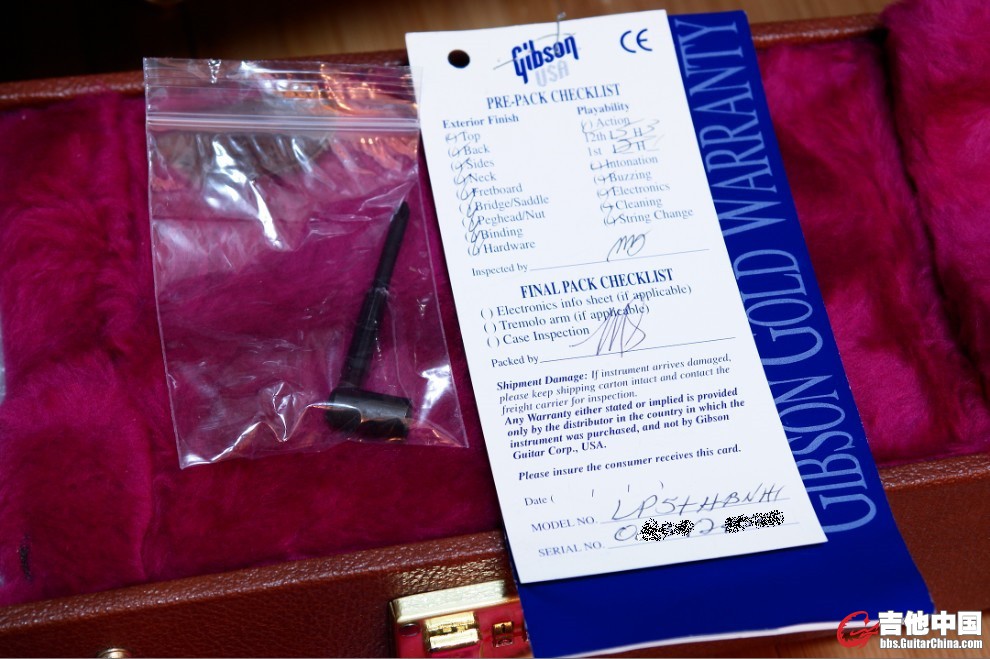 Gibson
USA
CE
PRE-PACK CHECKLIST
Exterior Finish
(✓) Top
(✓) Back
(✓) Sides
(✓) Neck
(✓) Fretboard
(✓) Bridge/Saddle
(✓) Peghead/Nut
(✓) Binding
(✓) Hardware
Playability
(✓) Action
12th
1st
(✓) Intonation
(✓) Buzzing
(✓) Electronics
(✓) Cleaning
(✓) String Change
Inspected by
FINAL PACK CHECKLIST
( ) Electronics info sheet (if applicable)
( ) Tremolo arm (if applicable)
( ) Case Inspection
Packed by
Shipment Damage: If instrument arrives damaged,
please keep shipping carton intact and contact the
freight carrier for inspection.
Any Warranty either stated or implied is provided
only by the distributor in the country in which the
instrument was purchased, and not by Gibson
Guitar Corp., USA.
Please insure the consumer receives this card.
Date (
MODEL NO. LPS+HBNH1
SERIAL NO.
GIBSON GOLD WARRANTY
吉他中国
bbs.GuitarChina.com